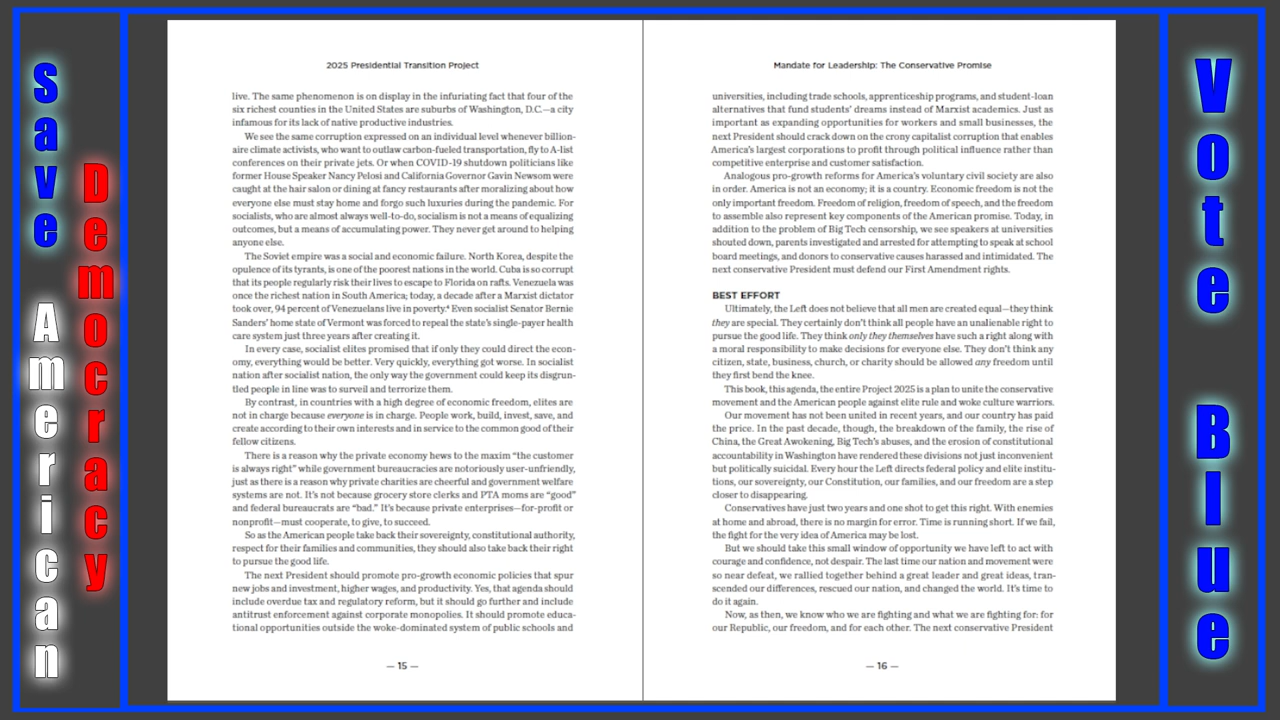 Save
American
Democracy
2025 Presidential Transition Project
live. The same phenomenon is on display in the infuriating fact that four of the
six richest counties in the United States are suburbs of Washington, D.C.—a city
infamous for its lack of native productive industries.
We see the same corruption expressed on an individual level whenever billion-
aire climate activists, who want to outlaw carbon-fueled transportation, fly to A-list
conferences on their private jets. Or when COVID-19 shutdown politicians like
former House Speaker Nancy Pelosi and California Governor Gavin Newsom were
caught at the hair salon or dining at fancy restaurants after moralizing about how
everyone else must stay home and forgo such luxuries during the pandemic. For
socialists, who are almost always well-to-do, socialism is not a means of equalizing
outcomes, but a means of accumulating power. They never get around to helping
anyone else.
The Soviet empire was a social and economic failure. North Korea, despite the
opulence of its tyrants, is one of the poorest nations in the world. Cuba is so corrupt
that its people regularly risk their lives to escape to Florida on rafts. Venezuela was
once the richest nation in South America; today, a decade after a Marxist dictator
took over, 94 percent of Venezuelans live in poverty.⁴ Even socialist Senator Bernie
Sanders’ home state of Vermont was forced to repeal the state’s single-payer health
care system just three years after creating it.
In every case, socialist elites promised that if only they could direct the econ-
omy, everything would be better. Very quickly, everything got worse. In socialist
nation after socialist nation, the only way the government could keep its disgrun-
tled people in line was to surveil and terrorize them.
By contrast, in countries with a high degree of economic freedom, elites are
not in charge because everyone is in charge. People work, build, invest, save, and
create according to their own interests and in service to the common good of their
fellow citizens.
There is a reason why the private economy hews to the maxim “the customer
is always right” while government bureaucracies are notoriously user-unfriendly,
just as there is a reason why private charities are cheerful and government welfare
systems are not. It’s not because grocery store clerks and PTA moms are “good”
and federal bureaucrats are “bad.” It’s because private enterprises—for-profit or
nonprofit—must cooperate, to give, to succeed.
So as the American people take back their sovereignty, constitutional authority,
respect for their families and communities, they should also take back their right
to pursue the good life.
The next President should promote pro-growth economic policies that spur
new jobs and investment, higher wages, and productivity. Yes, that agenda should
include overdue tax and regulatory reform, but it should go further and include
antitrust enforcement against corporate monopolies. It should promote educa-
tional opportunities outside the woke-dominated system of public schools and
— 15 —
Mandate for Leadership: The Conservative Promise
universities, including trade schools, apprenticeship programs, and student-loan
alternatives that fund students’ dreams instead of Marxist academics. Just as
important as expanding opportunities for workers and small businesses, the
next President should crack down on the crony capitalist corruption that enables
America’s largest corporations to profit through political influence rather than
competitive enterprise and customer satisfaction.
Analogous pro-growth reforms for America’s voluntary civil society are also
in order. America is not an economy; it is a country. Economic freedom is not the
only important freedom. Freedom of religion, freedom of speech, and the freedom
to assemble also represent key components of the American promise. Today, in
addition to the problem of Big Tech censorship, we see speakers at universities
shouted down, parents investigated and arrested for attempting to speak at school
board meetings, and donors to conservative causes harassed and intimidated. The
next conservative President must defend our First Amendment rights.
BEST EFFORT
Ultimately, the Left does not believe that all men are created equal—they think
they are special. They certainly don’t think all people have an unalienable right to
pursue the good life. They think only they themselves have such a right along with
a moral responsibility to make decisions for everyone else. They don’t think any
citizen, state, business, church, or charity should be allowed any freedom until
they first bend the knee.
This book, this agenda, the entire Project 2025 is a plan to unite the conservative
movement and the American people against elite rule and woke culture warriors.
Our movement has not been united in recent years, and our country has paid
the price. In the past decade, though, the breakdown of the family, the rise of
China, the Great Awokening, Big Tech’s abuses, and the erosion of constitutional
accountability in Washington have rendered these divisions not just inconvenient
but politically suicidal. Every hour the Left directs federal policy and elite institu-
tions, our sovereignty, our Constitution, our families, and our freedom are a step
closer to disappearing.
Conservatives have just two years and one shot to get this right. With enemies
at home and abroad, there is no margin for error. Time is running short. If we fail,
the fight for the very idea of America may be lost.
But we should take this small window of opportunity we have left to act with
courage and confidence, not despair. The last time our nation and movement were
so near defeat, we rallied together behind a great leader and great ideas, tran-
scended our differences, rescued our nation, and changed the world. It’s time to
do it again.
Now, as then, we know who we are fighting and what we are fighting for: for
our Republic, our freedom, and for each other. The next conservative President
— 16 —
Vote
Blue